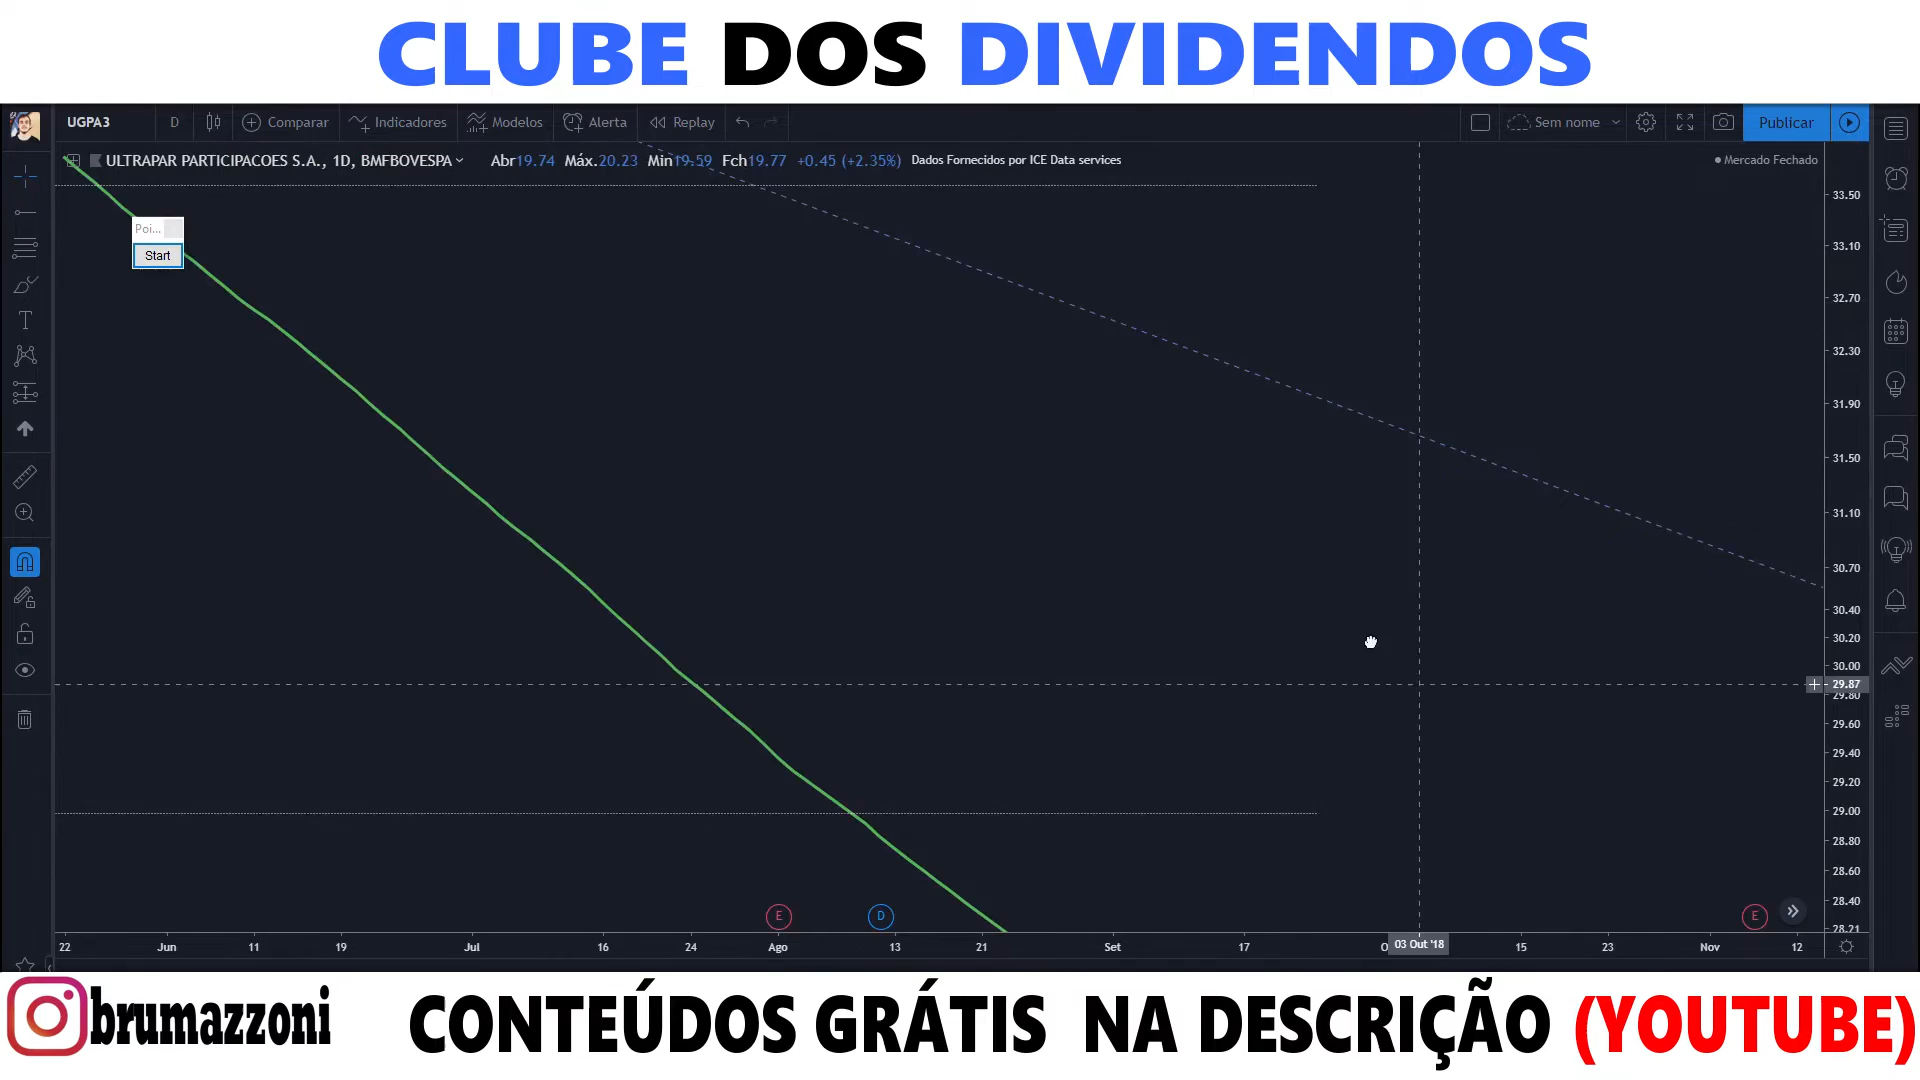 CLUBE DOS DIVIDENDOS
UGPA3 D Comparar Indicadores Modelos Alerta Replay Sem nome Publicar
ULTRAPAR PARTICIPACOES S.A., 1D, BMFBOVESPA Abr19.74 Máx.20.23 Min19.59 Fch19.77 +0.45 (+2.35%) Dados Fornecidos por ICE Data services Mercado Fechado
33.50
Poi...
Start
33.10
32.70
32.30
31.90
31.50
31.10
30.70
30.40
30.20
30.00
29.87
29.80
29.60
29.40
29.20
29.00
28.80
28.60
28.40
E D E
28.21
22 Jun 11 19 Jul 16 24 Ago 13 21 Set 17 O 03 Out '18 15 23 Nov 12
brumazzoni CONTEÚDOS GRÁTIS NA DESCRIÇÃO (YOUTUBE)